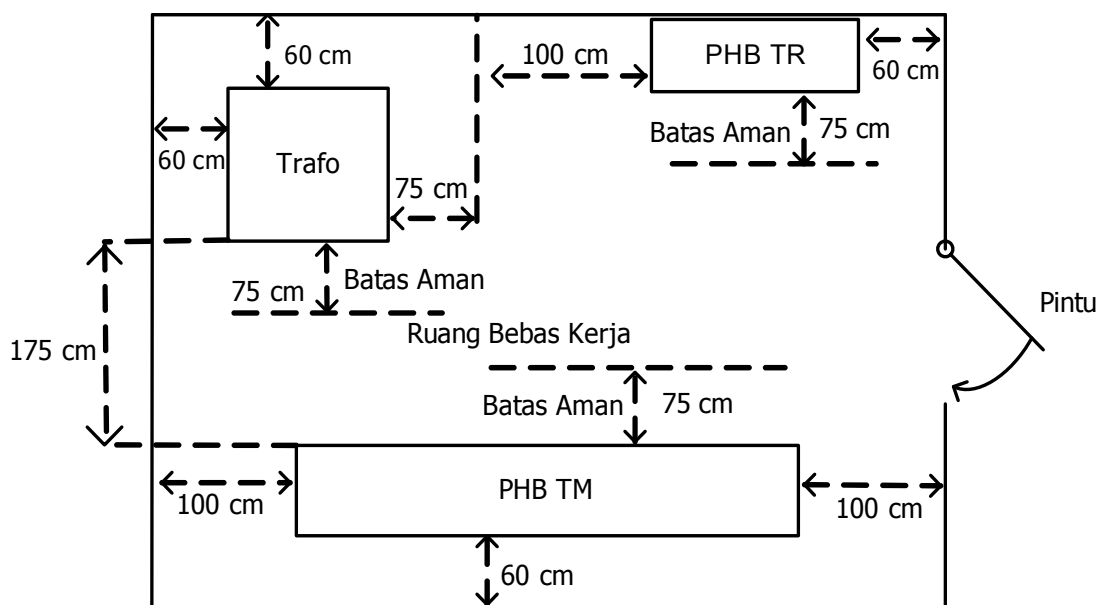 60 cm
100 cm
PHB TR
60 cm
Batas Aman
75 cm
60 cm
Trafo
75 cm
75 cm
Batas Aman
Pintu
175 cm
Ruang Bebas Kerja
Batas Aman
75 cm
100 cm
PHB TM
100 cm
60 cm